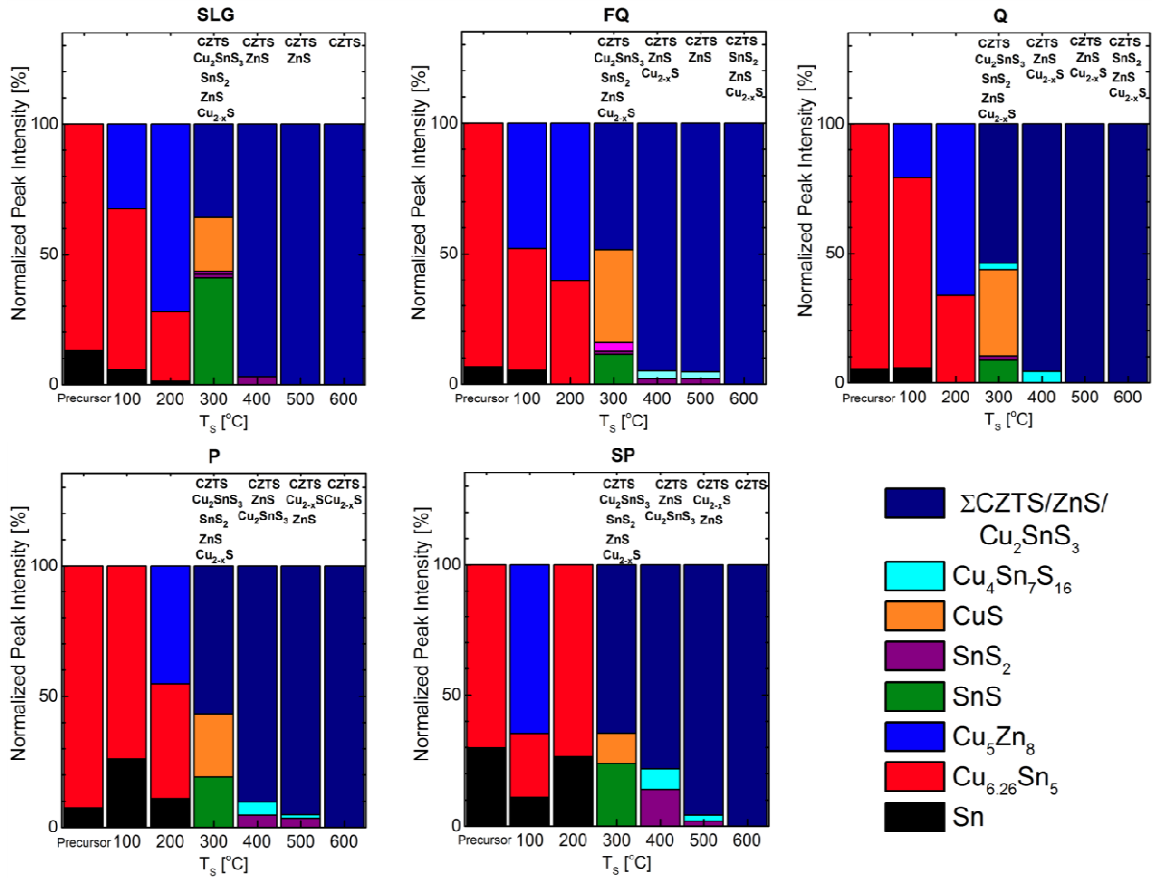 SLG
Normalized Peak Intensity [%]
100
50
0
CZTS CZTS CZTS CZTS
Cu₂SnS₃ ZnS ZnS
SnS₂
ZnS
Cu₂₋ₓS
Precursor 100 200 300 400 500 600
Tₛ [°C]
FQ
Normalized Peak Intensity [%]
100
50
0
CZTS CZTS CZTS CZTS
Cu₂SnS₃ ZnS ZnS SnS₂
SnS₂ Cu₂₋ₓS ZnS
ZnS Cu₂₋ₓS
Cu₂₋ₓS
Precursor 100 200 300 400 500 600
Tₛ [°C]
Q
Normalized Peak Intensity [%]
100
50
0
CZTS CZTS CZTS CZTS
Cu₂SnS₃ ZnS ZnS SnS₂
SnS₂ Cu₂₋ₓS Cu₂₋ₓS ZnS
ZnS Cu₂₋ₓS
Cu₂₋ₓS
Precursor 100 200 300 400 500 600
Tₛ [°C]
P
Normalized Peak Intensity [%]
100
50
0
CZTS CZTS CZTS CZTS
Cu₂SnS₃ ZnS Cu₂₋ₓS Cu₂₋ₓS
SnS₂ Cu₂SnS₃ ZnS
ZnS
Cu₂₋ₓS
Precursor 100 200 300 400 500 600
Tₛ [°C]
SP
Normalized Peak Intensity [%]
100
50
0
CZTS CZTS CZTS CZTS
Cu₂SnS₃ ZnS Cu₂₋ₓS
SnS₂ Cu₂SnS₃ ZnS
ZnS
Cu₂₋ₓS
Precursor 100 200 300 400 500 600
Tₛ [°C]
ΣCZTS/ZnS/
Cu₂SnS₃
Cu₄Sn₇S₁₆
CuS
SnS₂
SnS
Cu₅Zn₈
Cu₆.₂₆Sn₅
Sn